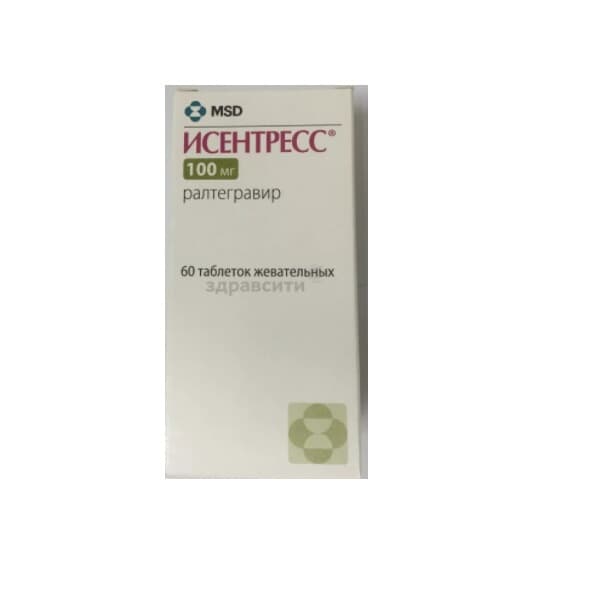 MSD
ИСЕНТРЕСС®
100 мг
ралтегравир
60 таблеток жевательных
здравсити